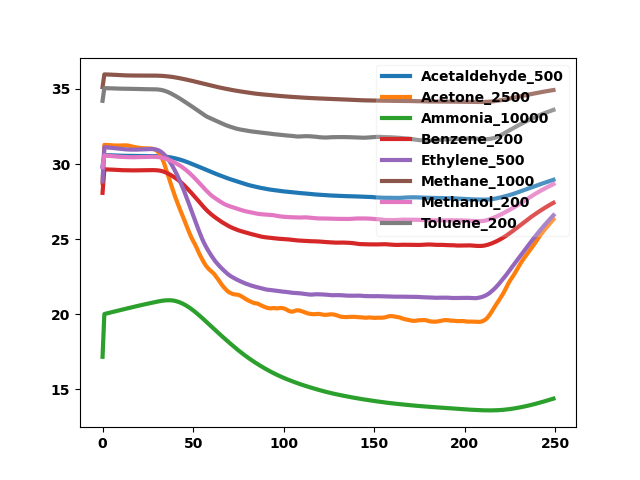 35
30
25
20
15
0 50 100 150 200 250
Acetaldehyde_500
Acetone_2500
Ammonia_10000
Benzene_200
Ethylene_500
Methane_1000
Methanol_200
Toluene_200